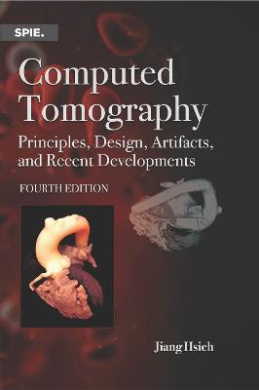 SPIE.
Computed
Tomography
Principles, Design, Artifacts,
and Recent Developments
FOURTH EDITION
Jiang Hsieh